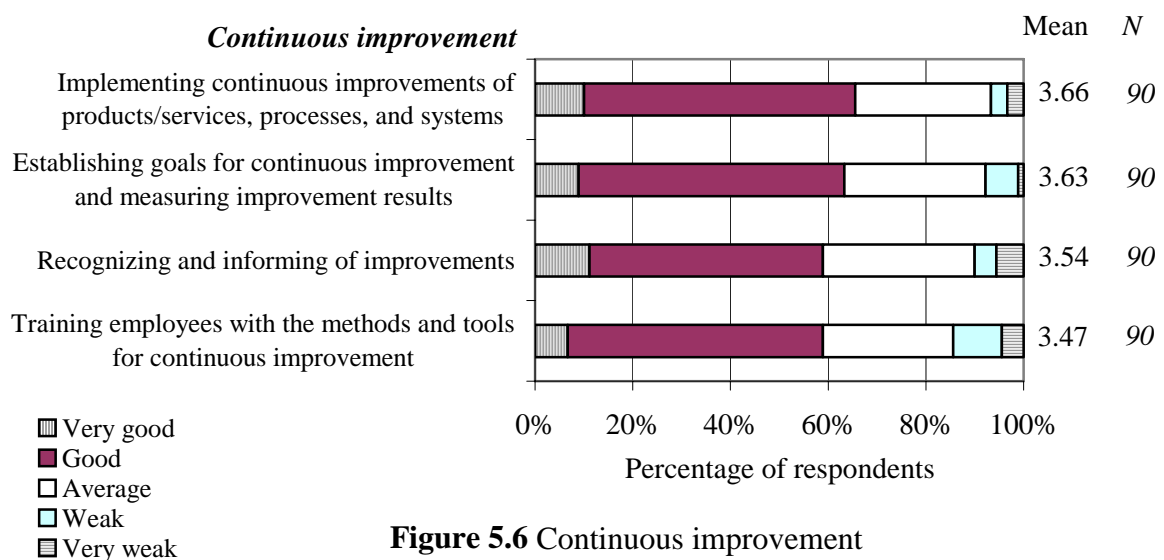 Continuous improvement Mean N
Implementing continuous improvements of
products/services, processes, and systems
3.66 90
Establishing goals for continuous improvement
and measuring improvement results
3.63 90
Recognizing and informing of improvements 3.54 90
Training employees with the methods and tools
for continuous improvement
3.47 90
0% 20% 40% 60% 80% 100%
Percentage of respondents
Very good
Good
Average
Weak
Very weak
Figure 5.6 Continuous improvement